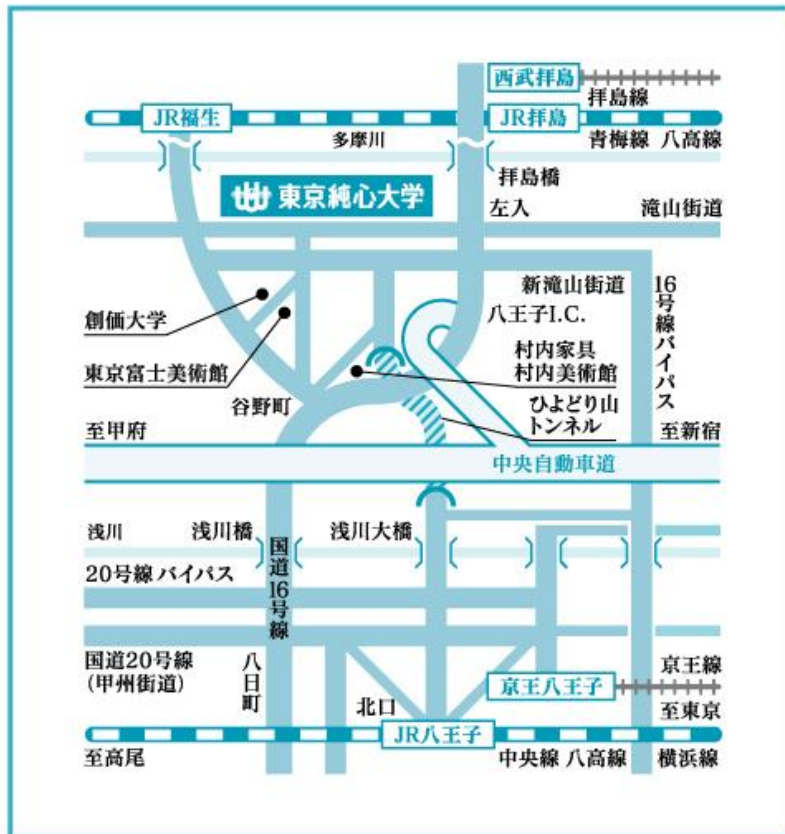 西武拝島
拝島線
JR福生
JR拝島
多摩川
青梅線 八高線
拝島橋
東京純心大学
左入
滝山街道
新滝山街道
16号線バイパス
八王子I.C.
創価大学
村内家具
村内美術館
東京富士美術館
谷野町
ひよどり山
トンネル
至甲府
至新宿
中央自動車道
浅川
浅川橋
浅川大橋
国道16号線
20号線バイパス
国道20号線
(甲州街道)
八日町
北口
京王八王子
京王線
至東京
JR八王子
至高尾
中央線 八高線
横浜線